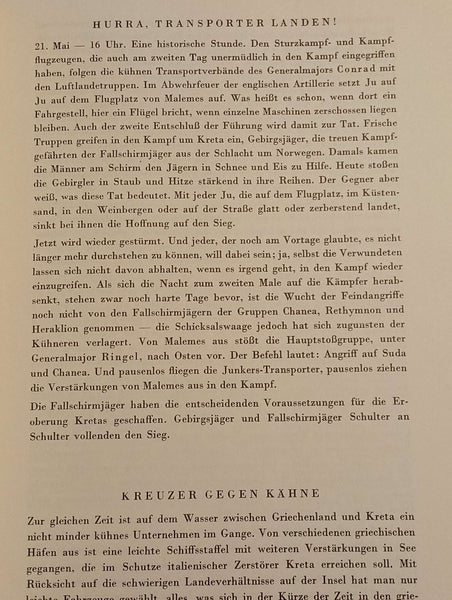 HURRA, TRANSPORTER LANDEN!
21. Mai — 16 Uhr. Eine historische Stunde. Den Sturzkampf- und Kampf-
flugzeugen, die auch am zweiten Tag unermüdlich in den Kampf eingegriffen
haben, folgen die kühnen Transportverbände des Generalmajors Conrad mit
den Luftlandetruppen. Im Abwehrfeuer der englischen Artillerie setzt Ju auf
Ju auf dem Flugplatz von Malemes auf. Was heißt es schon, wenn dort ein
Fahrgestell, hier ein Flügel bricht, wenn einzelne Maschinen zerschossen liegen
bleiben. Auch der zweite Entschluß der Führung wird damit zur Tat. Frische
Truppen greifen in den Kampf um Kreta ein, Gebirgsjäger, die treuen Kampf-
gefährten der Fallschirmjäger aus der Schlacht um Norwegen. Damals kamen
die Männer am Schirm den Jägern in Schnee und Eis zu Hilfe. Heute stoßen
die Gebirgler in Staub und Hitze stärkend in ihre Reihen. Der Gegner aber
weiß, was diese Tat bedeutet. Mit jeder Ju, die auf dem Flugplatz, im Küsten-
sand, in den Weinbergen oder auf der Straße glatt oder zerberstend landet,
sinkt bei ihnen die Hoffnung auf den Sieg.
Jetzt wird wieder gestürmt. Und jeder, der noch am Vortage glaubte, es nicht
länger mehr durchstehen zu können, will dabei sein; ja, selbst die Verwundeten
lassen sich nicht davon abhalten, wenn es irgend geht, in den Kampf wieder
einzugreifen. Als sich die Nacht zum zweiten Male auf die Kämpfer herab-
senkt, stehen zwar noch harte Tage bevor, ist die Wucht der Feindangriffe
noch nicht von den Fallschirmjägern der Gruppen Chanea, Rethymnon und
Heraklion genommen — die Schicksalswaage jedoch hat sich zugunsten der
Kühneren verlagert. Von Malemes aus stößt die Hauptstoßgruppe, unter
Generalmajor Ringel, nach Osten vor. Der Befehl lautet: Angriff auf Suda
und Chanea. Und pausenlos fliegen die Junkers-Transporter, pausenlos ziehen
die Verstärkungen von Malemes aus in den Kampf.
Die Fallschirmjäger haben die entscheidenden Voraussetzungen für die Er-
oberung Kretas geschaffen. Gebirgsjäger und Fallschirmjäger Schulter an
Schulter vollenden den Sieg.
KREUZER GEGEN KÄHNE
Zur gleichen Zeit ist auf dem Wasser zwischen Griechenland und Kreta ein
nicht minder kühnes Unternehmen im Gange. Von verschiedenen griechischen
Häfen aus ist eine leichte Schiffsstaffel mit weiteren Verstärkungen in See
gegangen, die im Schutze italienischer Zerstörer Kreta erreichen soll. Mit
Rücksicht auf die schwierigen Landeverhältnisse auf der Insel hat man nur
leichte Fahrzeuge gewählt, alles, was sich in der Kürze der Zeit in den grie-